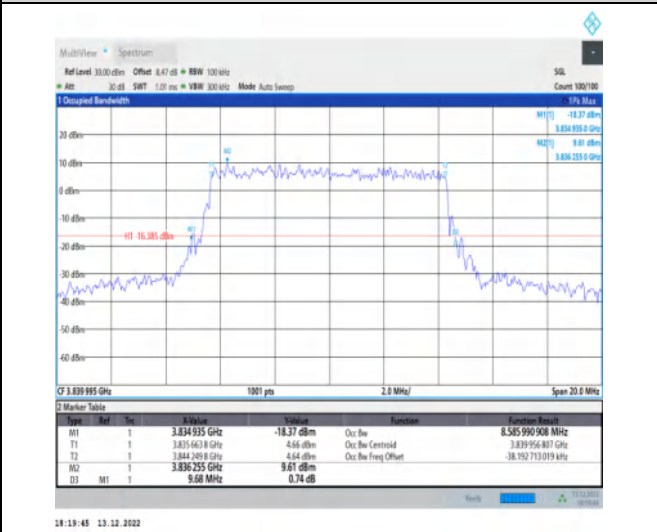 MultiView Spectrum
Ref Level 30.00 dBm Offset 8.47 dB RBW 100 kHz SGL
Att 30 dB SWT 1.01 ms VBW 300 kHz Mode Auto Sweep Count 100/100
1 Occupied Bandwidth 1Pk Max
M1[1] -18.37 dBm
3.834 935 0 GHz
M2[1] 9.61 dBm
3.836 255 0 GHz
20 dBm
M2
T1 T2
10 dBm
0 dBm
-10 dBm
M1
H1 -16.385 dBm
-20 dBm
-30 dBm
-40 dBm
-50 dBm
-60 dBm
CF 3.839 995 GHz 1001 pts 2.0 MHz/ Span 20.0 MHz
2 Marker Table
Type Ref Trc X-Value Y-Value Function Function Result
M1 1 3.834 935 GHz -18.37 dBm Occ Bw 8.585 990 908 MHz
T1 1 3.835 663 8 GHz 4.66 dBm Occ Bw Centroid 3.839 956 807 GHz
T2 1 3.844 249 8 GHz 4.64 dBm Occ Bw Freq Offset -38.192 713 019 kHz
M2 1 3.836 255 GHz 9.61 dBm
D3 M1 1 9.68 MHz 0.74 dB
Ready 13.12.2022
18:19:45 13.12.2022